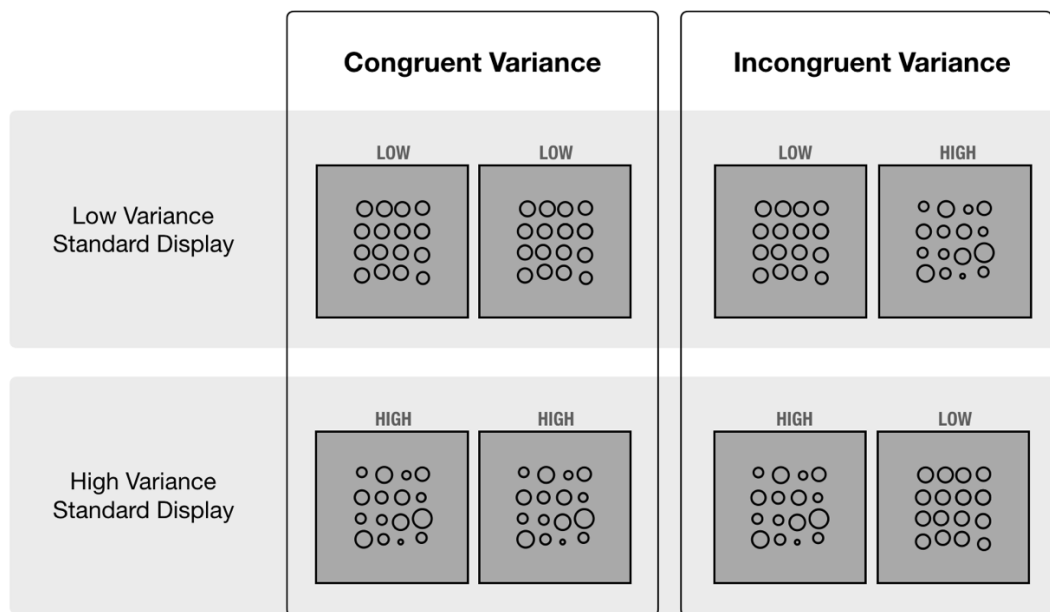 Congruent Variance
Incongruent Variance
Low Variance
Standard Display
LOW
LOW
LOW
HIGH
High Variance
Standard Display
HIGH
HIGH
HIGH
LOW